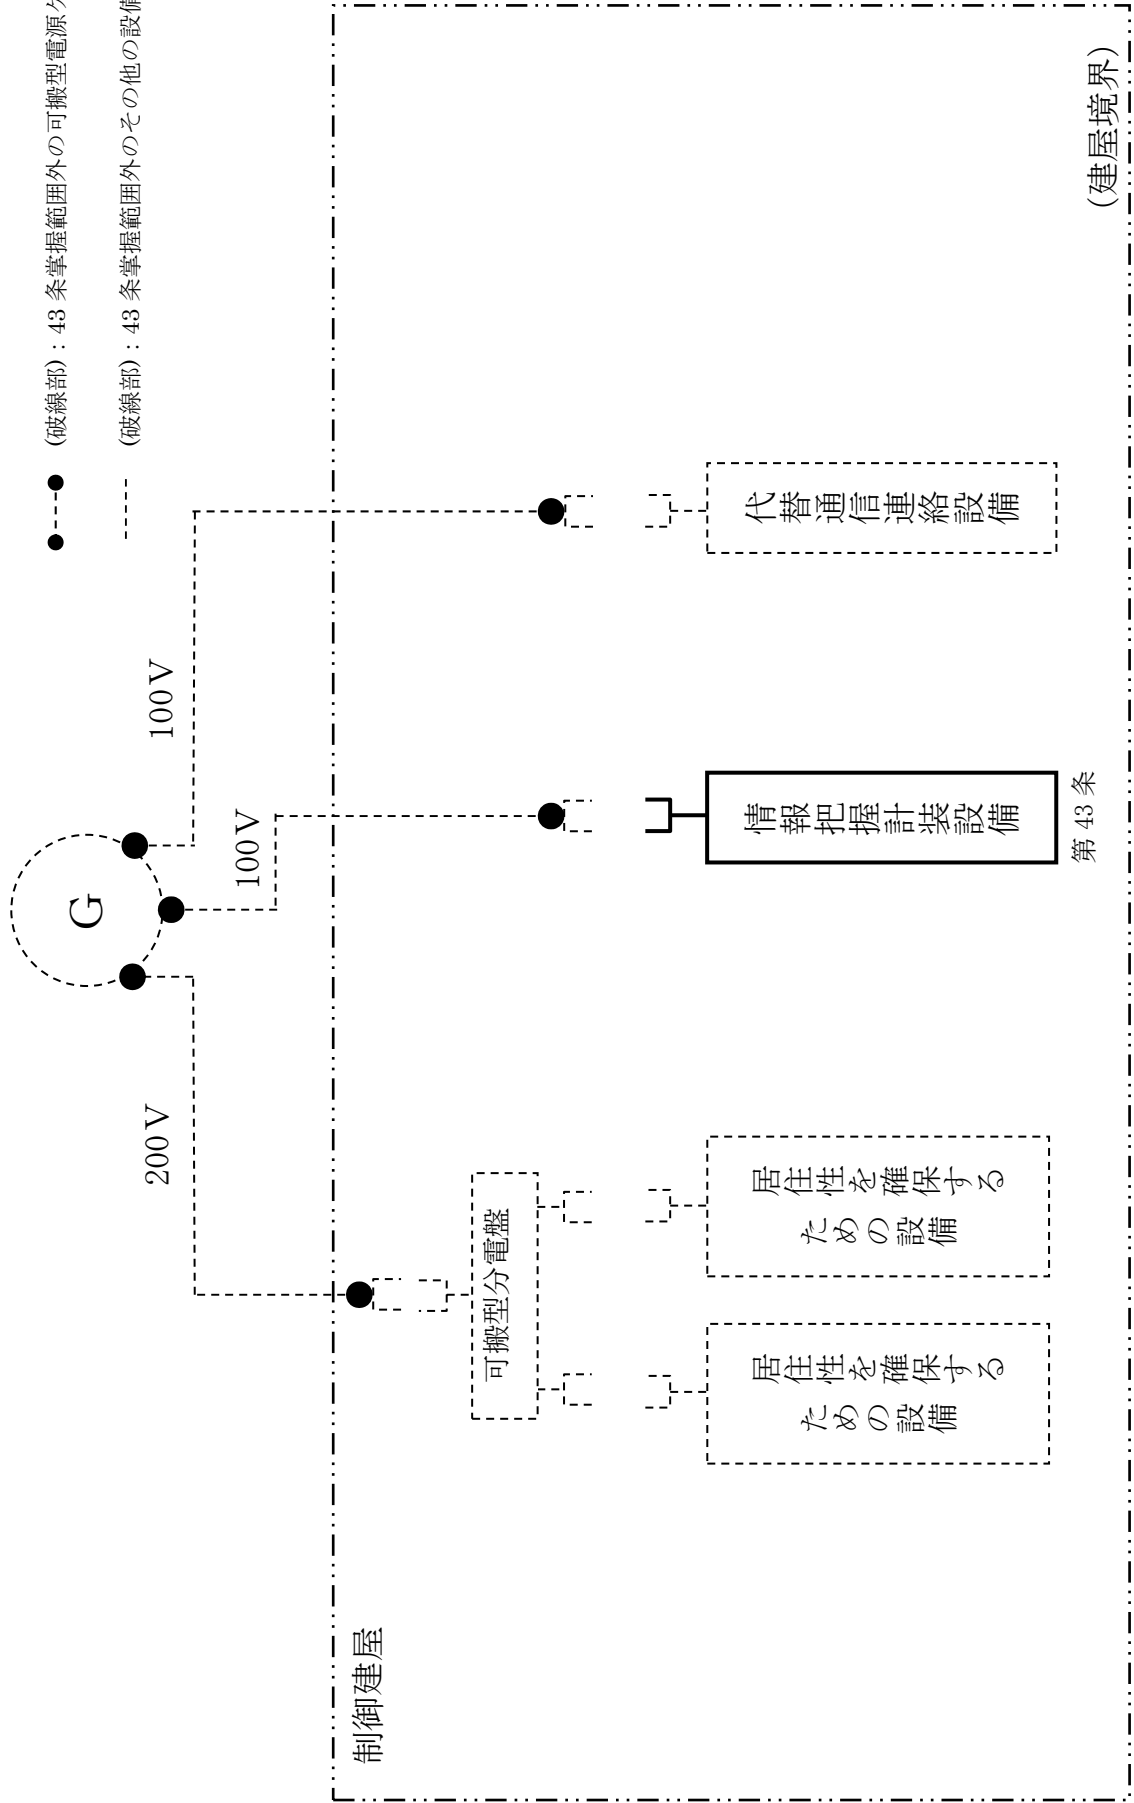 (破線部)：43 条掌握範囲外の可搬型電源ケ
(破線部)：43 条掌握範囲外のその他の設備
G
200V
100V
100V
制御建屋
可搬型分電盤
居住性を確保する
ための設備
居住性を確保する
ための設備
情報把握計装設備
第 43 条
代替通信連絡設備
(建屋境界)